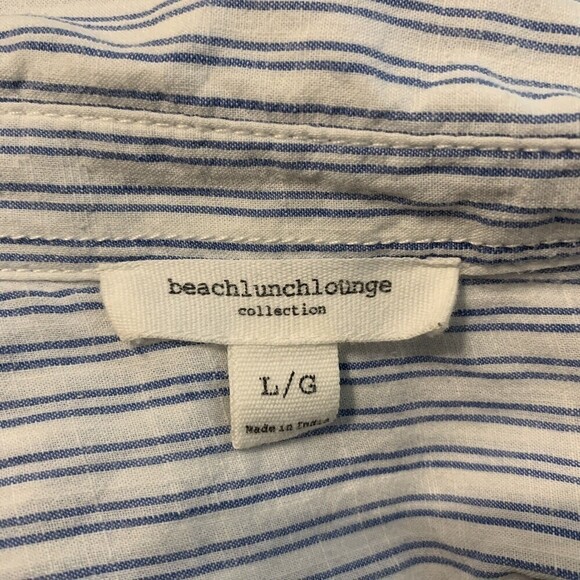 beachlunchlounge
collection
L/G
Made in India